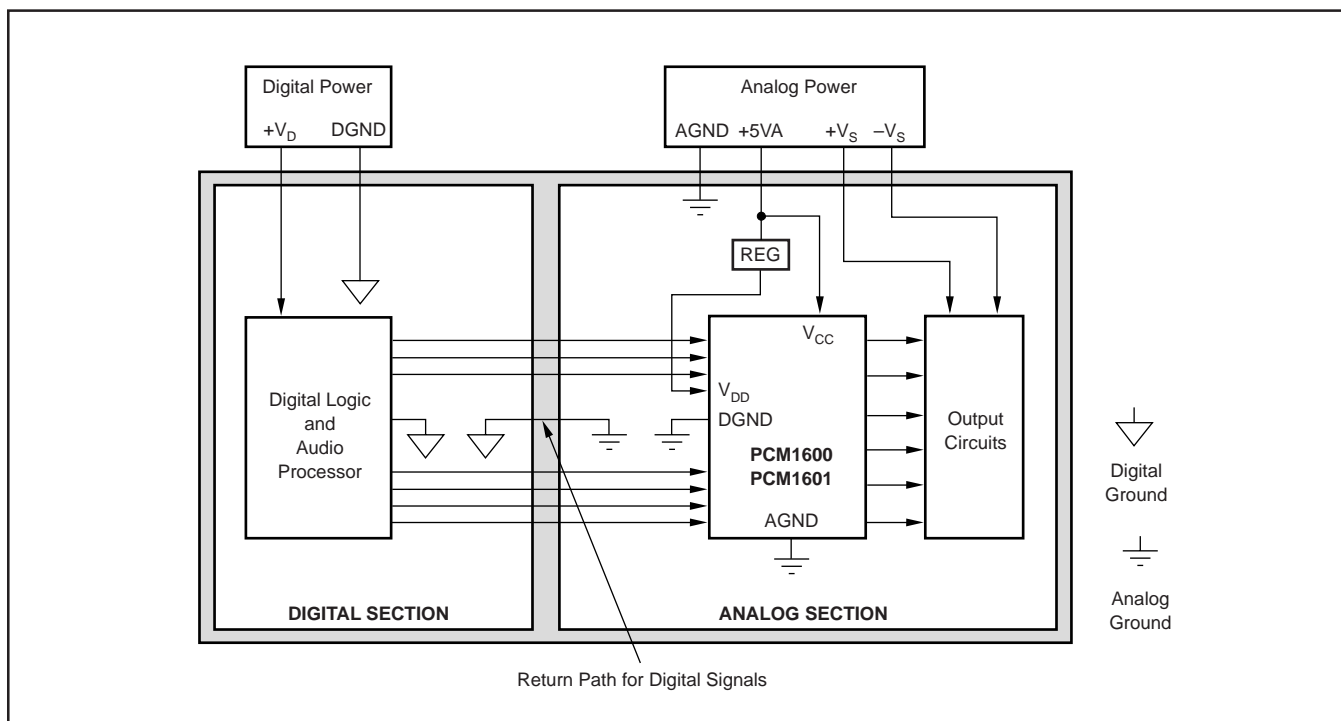 Digital Power
+VD DGND
Analog Power
AGND +5VA +VS –VS
REG
VCC
VDD
DGND
PCM1600
PCM1601
AGND
Digital Logic
and
Audio
Processor
Output
Circuits
DIGITAL SECTION
ANALOG SECTION
Return Path for Digital Signals
Digital
Ground
Analog
Ground